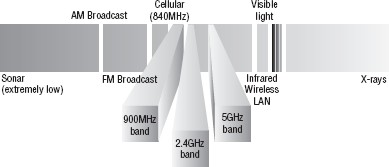 AM Broadcast
Cellular
(840MHz)
Visible
light
Sonar
(extremely low)
FM Broadcast
Infrared
Wireless
LAN
X-rays
900MHz
band
2.4GHz
band
5GHz
band